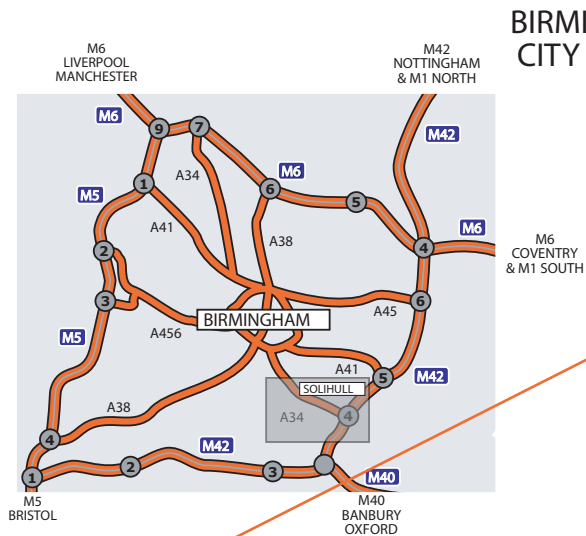 BIRMI
CITY
M6
LIVERPOOL
MANCHESTER
M42
NOTTINGHAM
& M1 NORTH
M6
9
7
M42
A34
M6
1
6
M5
5
A41
A38
M6
2
4
M6
COVENTRY
& M1 SOUTH
3
6
A45
BIRMINGHAM
A456
M5
A41
5
M42
SOLIHULL
A38
A34
4
4
M42
1
2
3
M40
M5
BRISTOL
M40
BANBURY
OXFORD